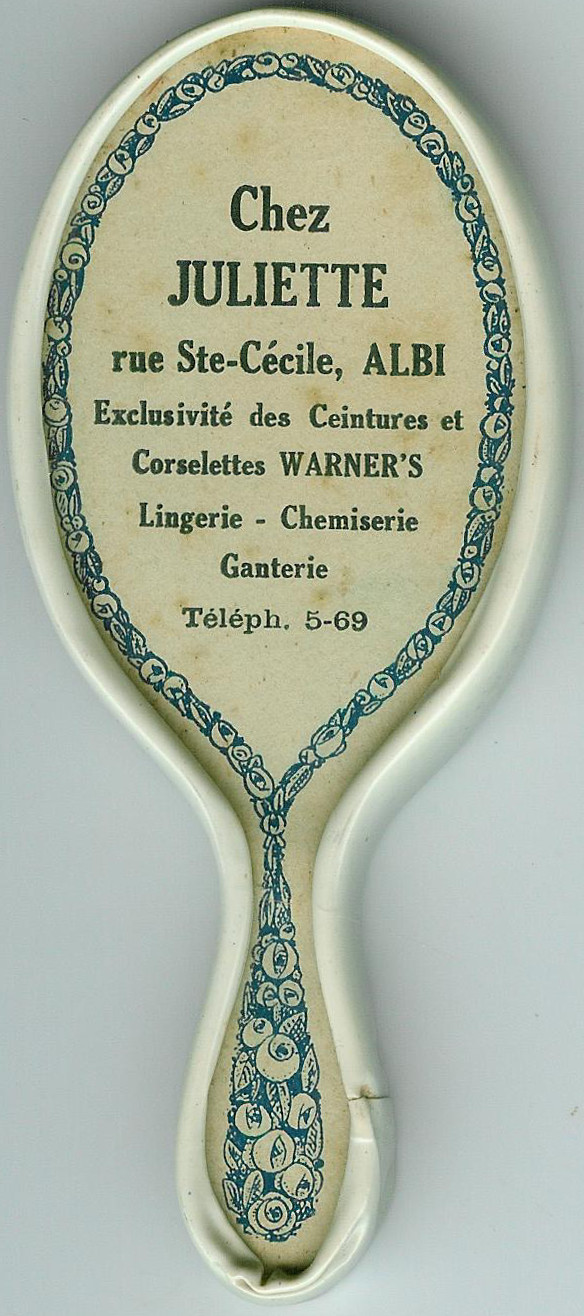 Chez
JULIETTE
rue Ste-Cécile, ALBI
Exclusivité des Ceintures et
Corselettes WARNER'S
Lingerie - Chemiserie
Ganterie
Téléph. 5-69